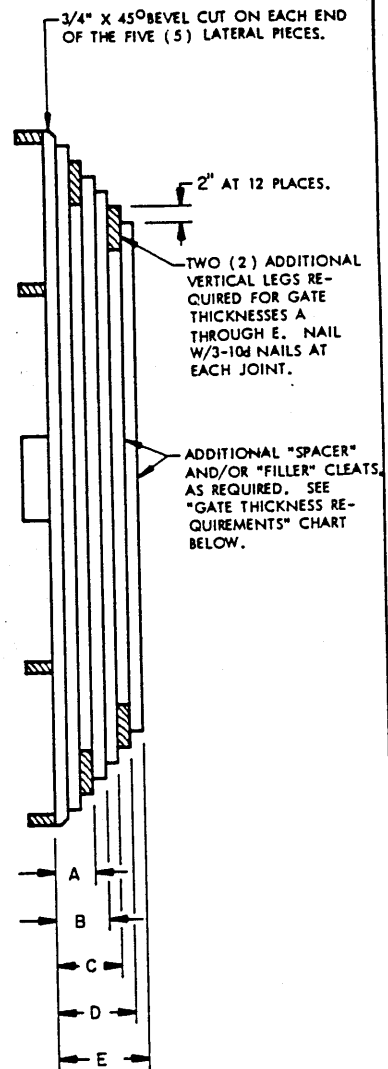 3/4" X 45° BEVEL CUT ON EACH END
OF THE FIVE (5) LATERAL PIECES.
2" AT 12 PLACES.
TWO (2) ADDITIONAL
VERTICAL LEGS RE-
QUIRED FOR GATE
THICKNESSES A
THROUGH E. NAIL
W/3-10d NAILS AT
EACH JOINT.
ADDITIONAL "SPACER"
AND/OR "FILLER" CLEATS,
AS REQUIRED. SEE
"GATE THICKNESS RE-
QUIREMENTS" CHART
BELOW.
A
B
C
D
E